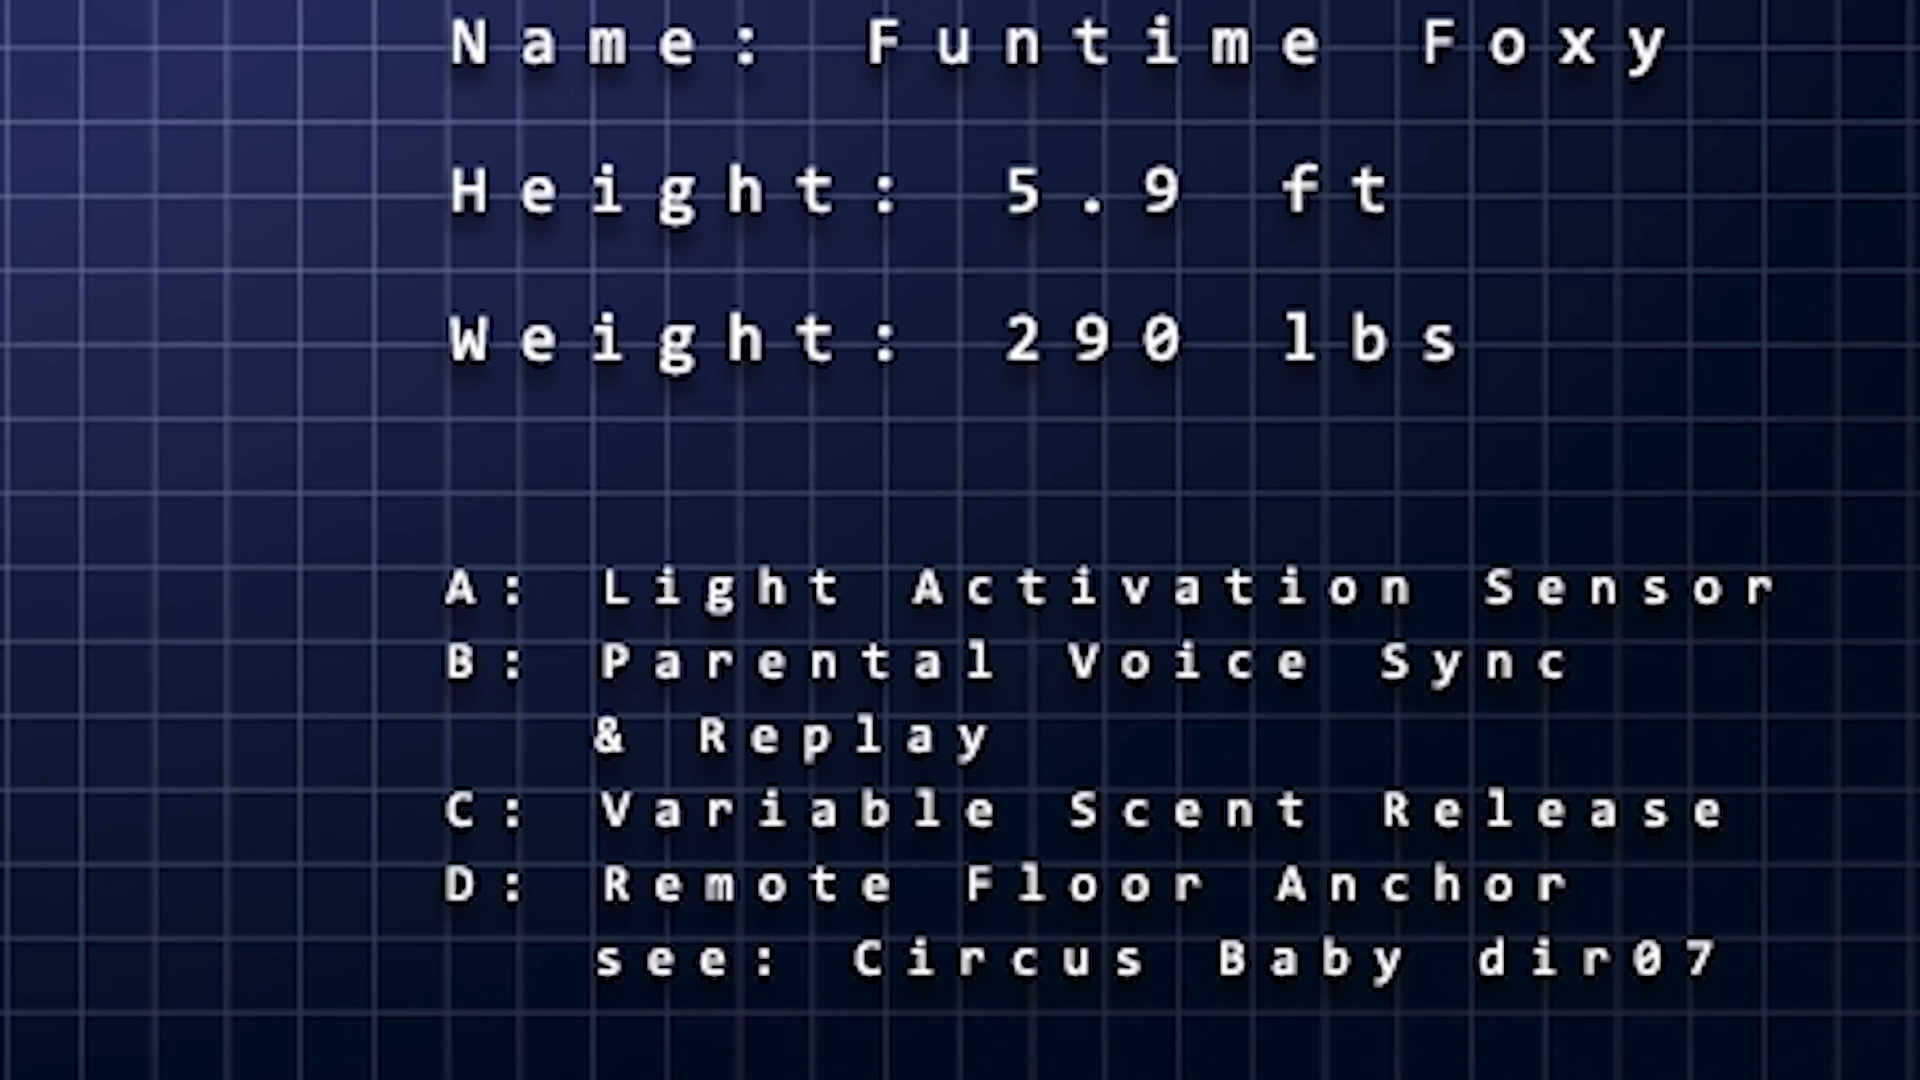 Name: Funtime Foxy
Height: 5.9 ft
Weight: 290 lbs
A: Light Activation Sensor
B: Parental Voice Sync
& Replay
C: Variable Scent Release
D: Remote Floor Anchor
see: Circus Baby dir07